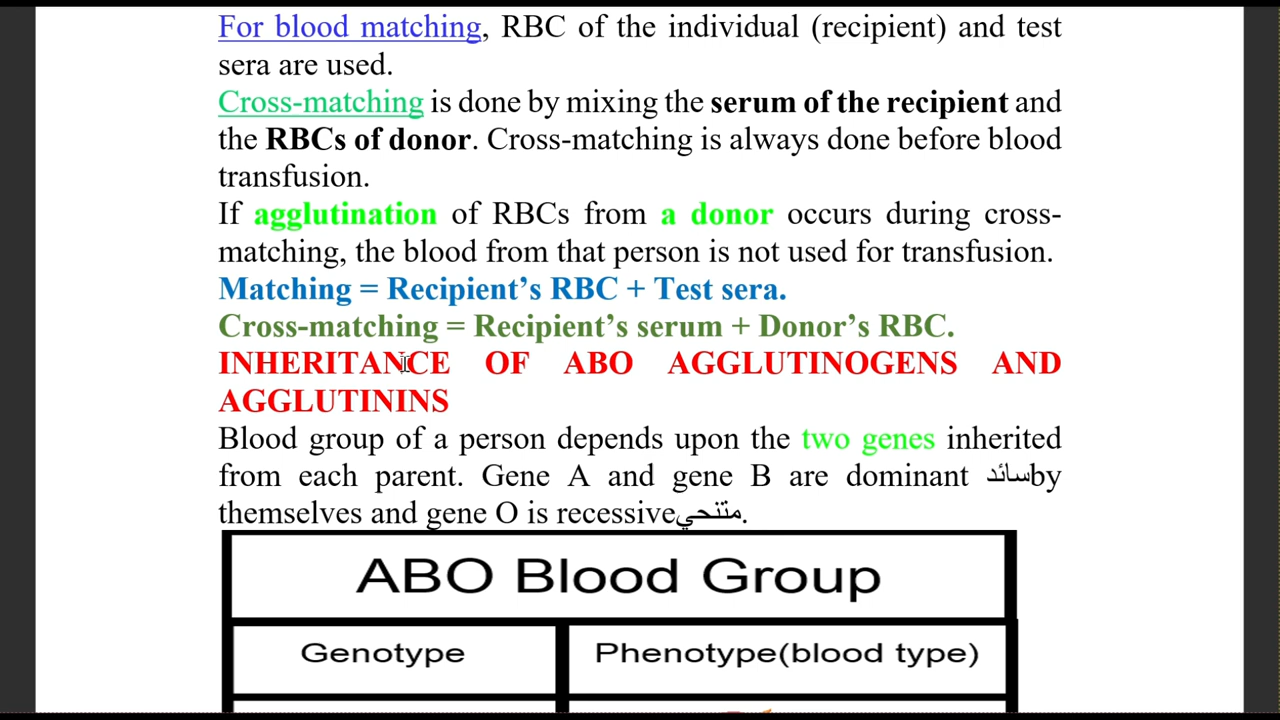 For blood matching, RBC of the individual (recipient) and test
sera are used.
Cross-matching is done by mixing the serum of the recipient and
the RBCs of donor. Cross-matching is always done before blood
transfusion.
If agglutination of RBCs from a donor occurs during cross-
matching, the blood from that person is not used for transfusion.
Matching = Recipient’s RBC + Test sera.
Cross-matching = Recipient’s serum + Donor’s RBC.
INHERITANCE OF ABO AGGLUTINOGENS AND
AGGLUTININS
Blood group of a person depends upon the two genes inherited
from each parent. Gene A and gene B are dominant سائدby
themselves and gene O is recessiveمتنحي.
ABO Blood Group
Genotype
Phenotype(blood type)